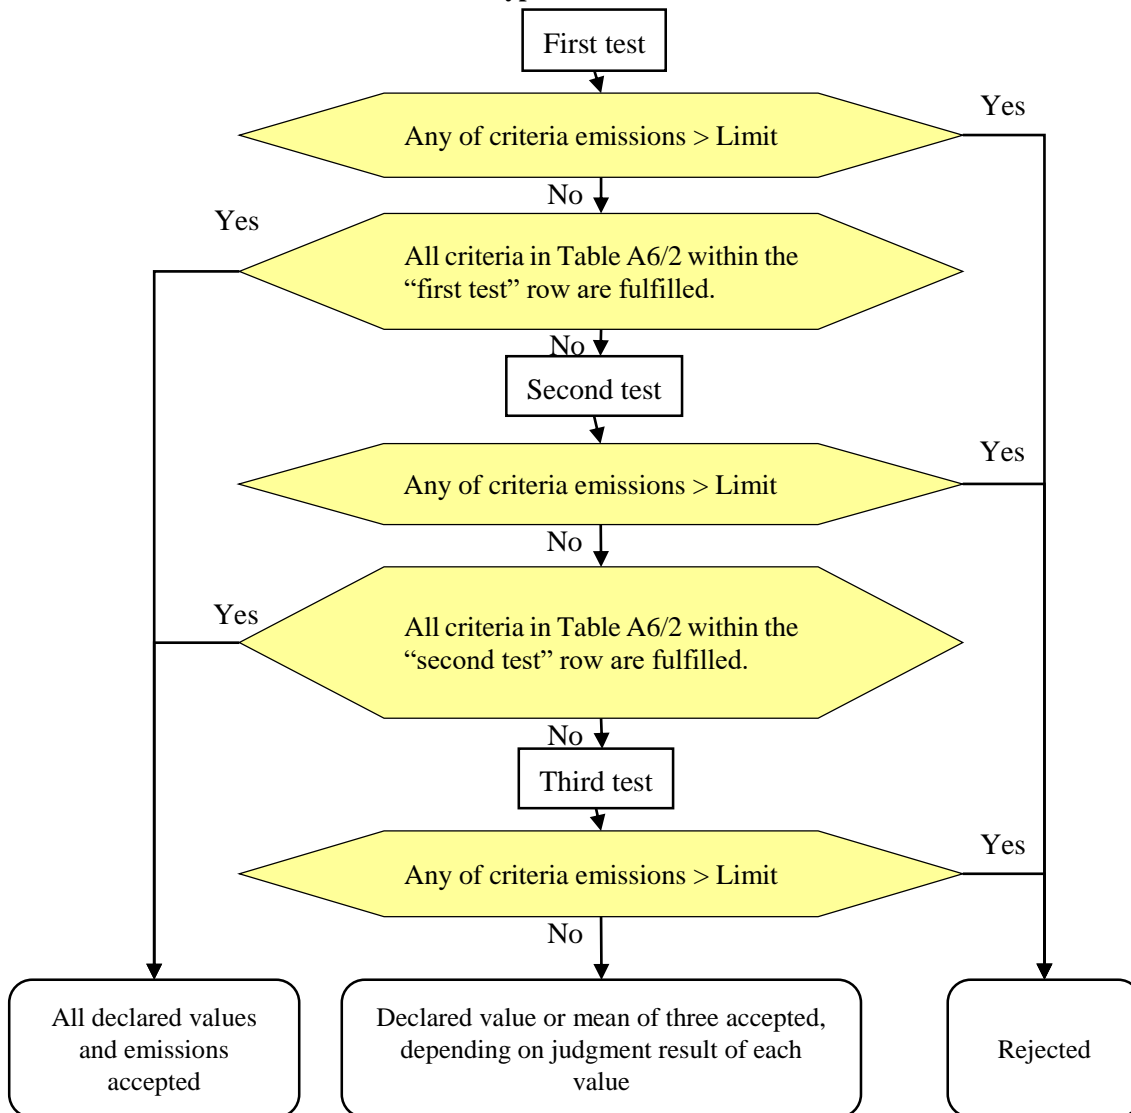 First test
Yes
Any of criteria emissions > Limit
No
Yes
All criteria in Table A6/2 within the
“first test” row are fulfilled.
No
Second test
Yes
Any of criteria emissions > Limit
No
Yes
All criteria in Table A6/2 within the
“second test” row are fulfilled.
No
Third test
Yes
Any of criteria emissions > Limit
No
All declared values
and emissions
accepted
Declared value or mean of three accepted,
depending on judgment result of each
value
Rejected